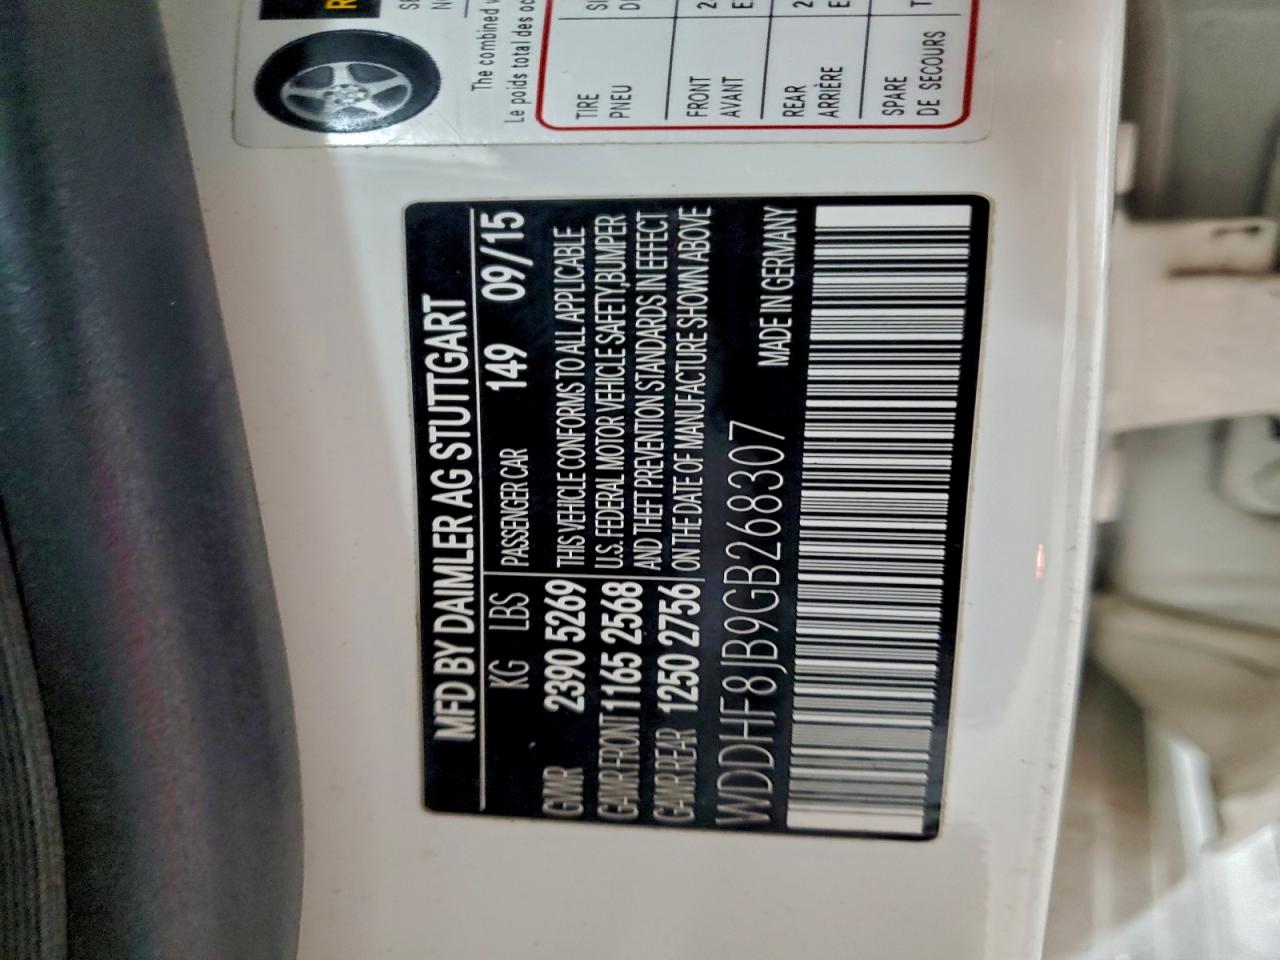 The combined
Le poids total des oc
TIRE
PNEU
FRONT
AVANT
REAR
ARRIÈRE
SPARE
DE SECOURS
MFD BY DAIMLER AG STUTTGART
KG LBS PASSENGER CAR 149 09/15
GVWR 2390 5269
GAWR FRONT 1165 2568
GAWR REAR 1250 2756
THIS VEHICLE CONFORMS TO ALL APPLICABLE
U.S. FEDERAL MOTOR VEHICLE SAFETY,BUMPER
AND THEFT PREVENTION STANDARDS IN EFFECT
ON THE DATE OF MANUFACTURE SHOWN ABOVE
WDDHF8JB9GB268307
MADE IN GERMANY